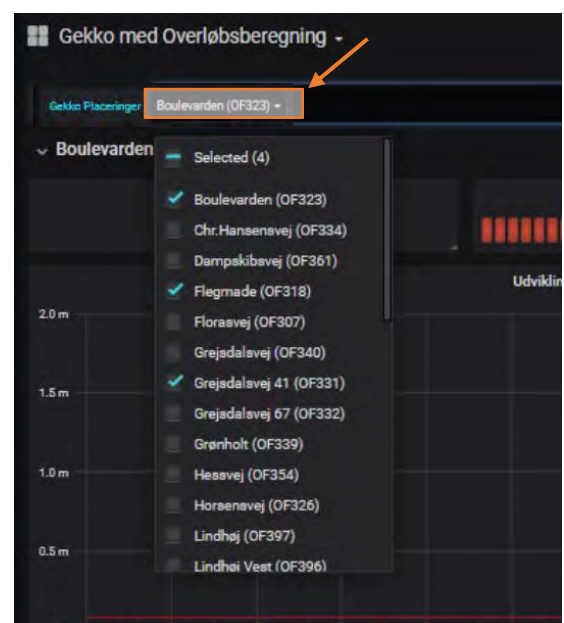 Gekko med Overløbsberegning
Gekko Placeringer Boulevarden (OF323)
Boulevarden
Selected (4)
Boulevarden (OF323)
Chr.Hansensvej (OF334)
Dampskibsvej (OF361)
Flegmade (OF318)
Florasvej (OF307)
Grejsdalsvej (OF340)
Grejsdalsvej 41 (OF331)
Grejsdalsvej 67 (OF332)
Grønholt (OF339)
Hessvej (OF354)
Horsensvej (OF326)
Lindhøj (OF397)
Lindhøj Vest (OF396)
Udviklin
2.0 m
1.5 m
1.0 m
0.5 m